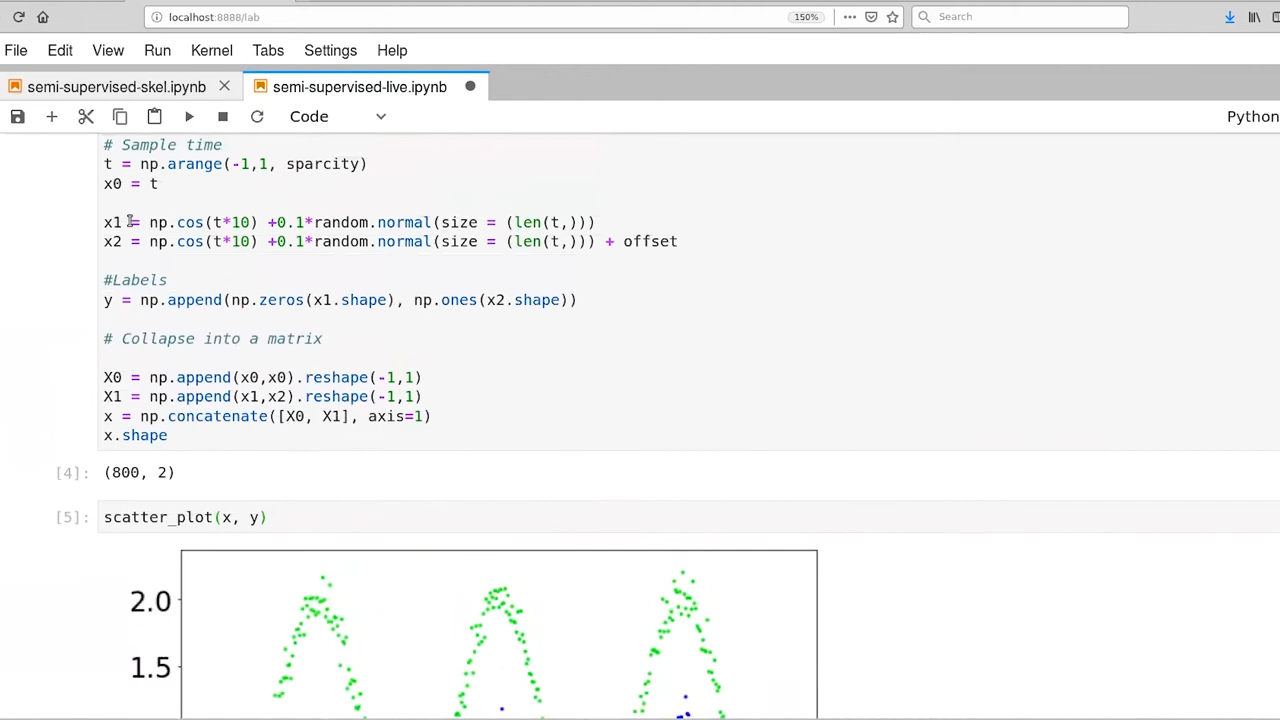 localhost:8888/lab
150%
Search
File Edit View Run Kernel Tabs Settings Help
semi-supervised-skel.ipynb
semi-supervised-live.ipynb
Code
Python
# Sample time
t = np.arange(-1,1, sparcity)
x0 = t
x1 = np.cos(t*10) +0.1*random.normal(size = (len(t,)))
x2 = np.cos(t*10) +0.1*random.normal(size = (len(t,))) + offset
#Labels
y = np.append(np.zeros(x1.shape), np.ones(x2.shape))
# Collapse into a matrix
X0 = np.append(x0,x0).reshape(-1,1)
X1 = np.append(x1,x2).reshape(-1,1)
x = np.concatenate([X0, X1], axis=1)
x.shape
[4]: (800, 2)
[5]: scatter_plot(x, y)
2.0
1.5